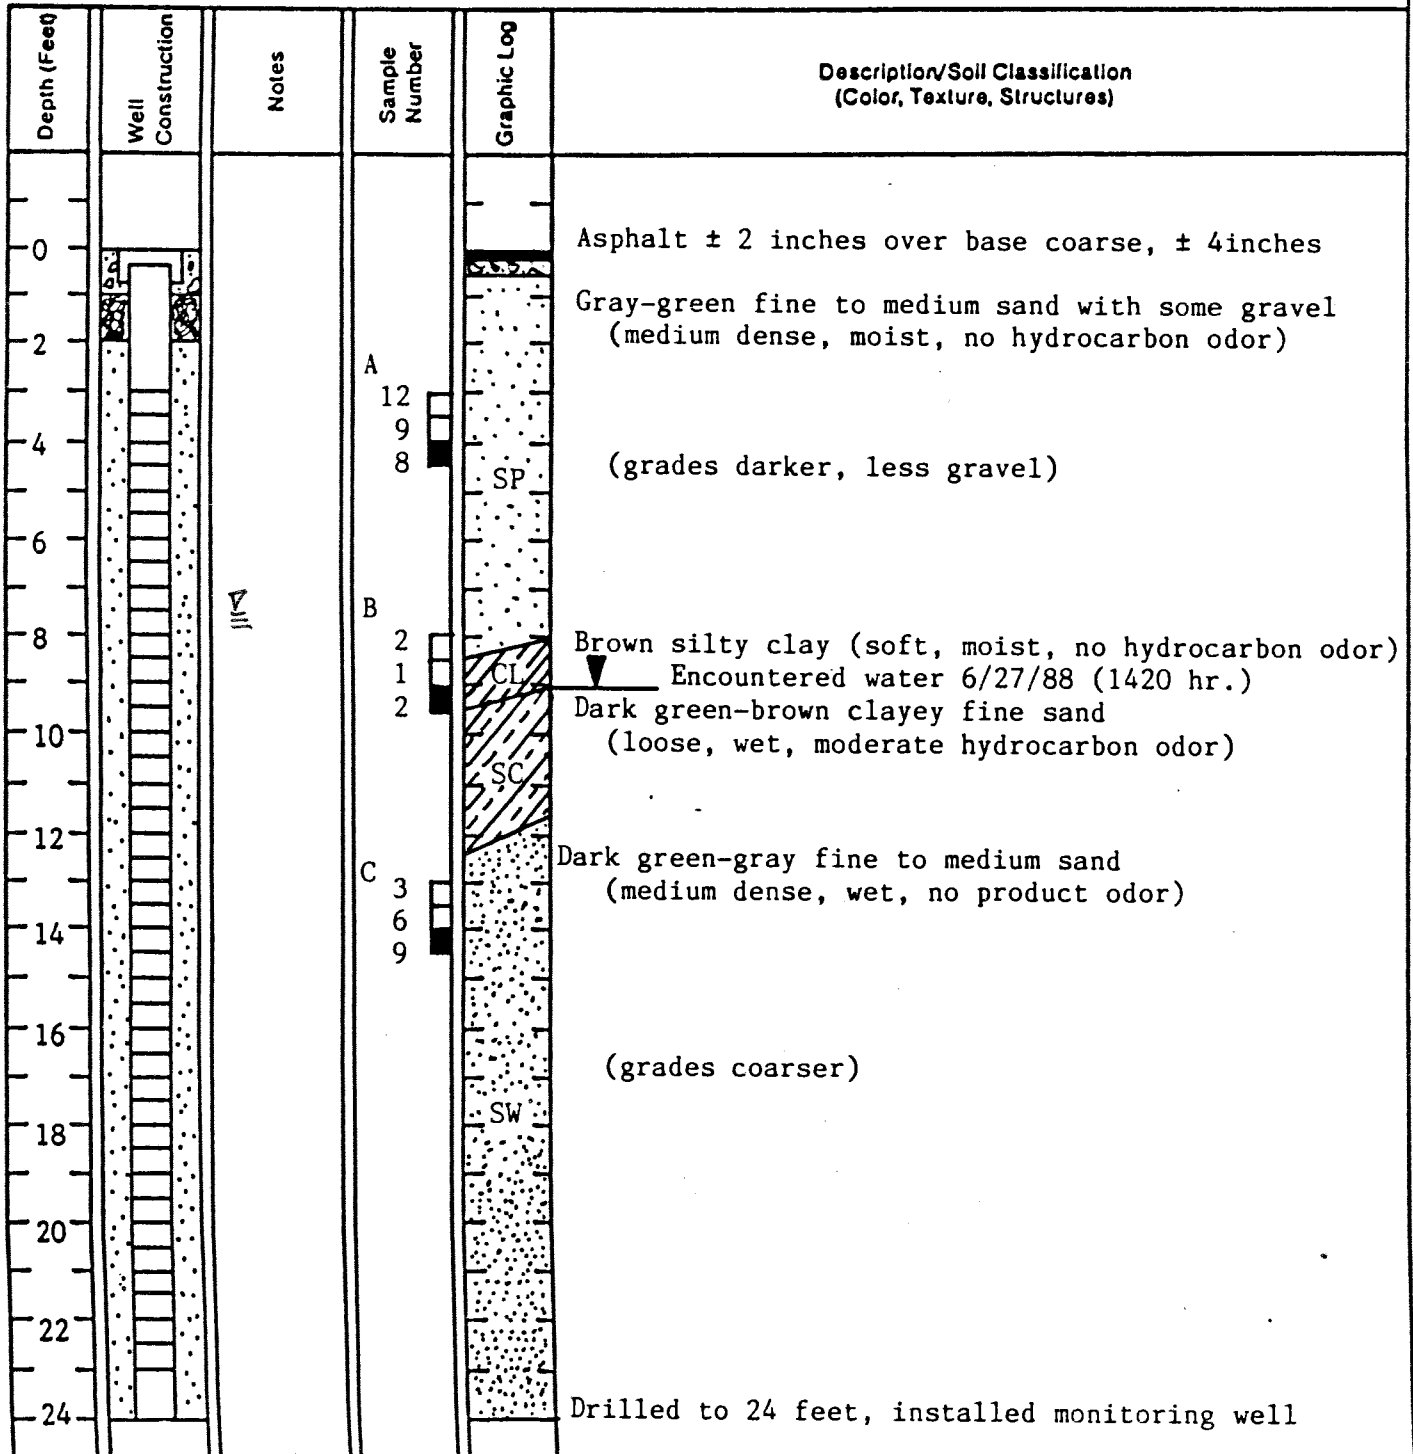 Depth (Feet)
Well Construction
Notes
Sample Number
Graphic Log
Description/Soil Classification
(Color, Texture, Structures)
0
Asphalt ± 2 inches over base coarse, ± 4inches
Gray-green fine to medium sand with some gravel
2
(medium dense, moist, no hydrocarbon odor)
A
12
9
4
8
SP
(grades darker, less gravel)
6
B
8
2
Brown silty clay (soft, moist, no hydrocarbon odor)
1
CL
Encountered water 6/27/88 (1420 hr.)
2
Dark green-brown clayey fine sand
10
(loose, wet, moderate hydrocarbon odor)
SC
12
Dark green-gray fine to medium sand
C
3
(medium dense, wet, no product odor)
6
14
9
16
(grades coarser)
SW
18
20
22
24
Drilled to 24 feet, installed monitoring well